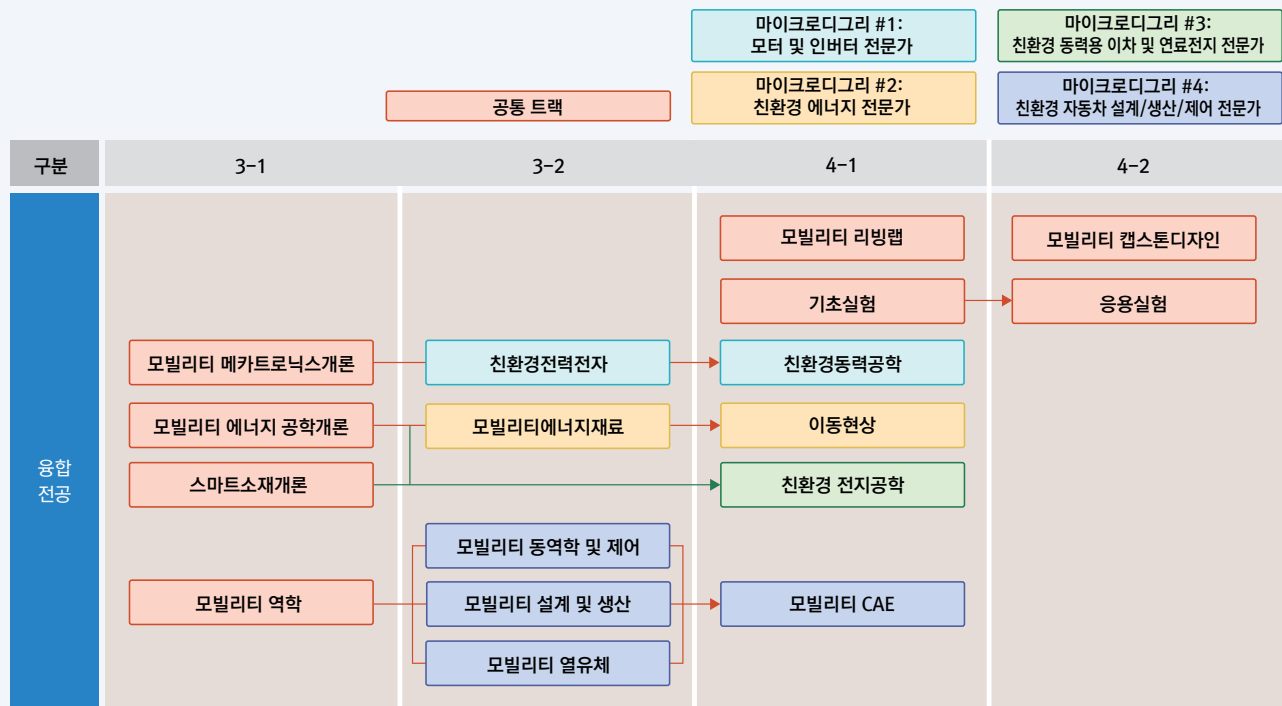 마이크로디그리 #1:
모터 및 인버터 전문가
마이크로디그리 #3:
친환경 동력용 이차 및 연료전지 전문가
공통 트랙
마이크로디그리 #2:
친환경 에너지 전문가
마이크로디그리 #4:
친환경 자동차 설계/생산/제어 전문가
구분
3-1
3-2
4-1
4-2
융합
전공
모빌리티 리빙랩
모빌리티 캡스톤디자인
기초실험
응용실험
모빌리티 메카트로닉스개론
친환경전력전자
친환경동력공학
모빌리티 에너지 공학개론
모빌리티에너지재료
이동현상
스마트소재개론
친환경 전지공학
모빌리티 동역학 및 제어
모빌리티 역학
모빌리티 설계 및 생산
모빌리티 CAE
모빌리티 열유체